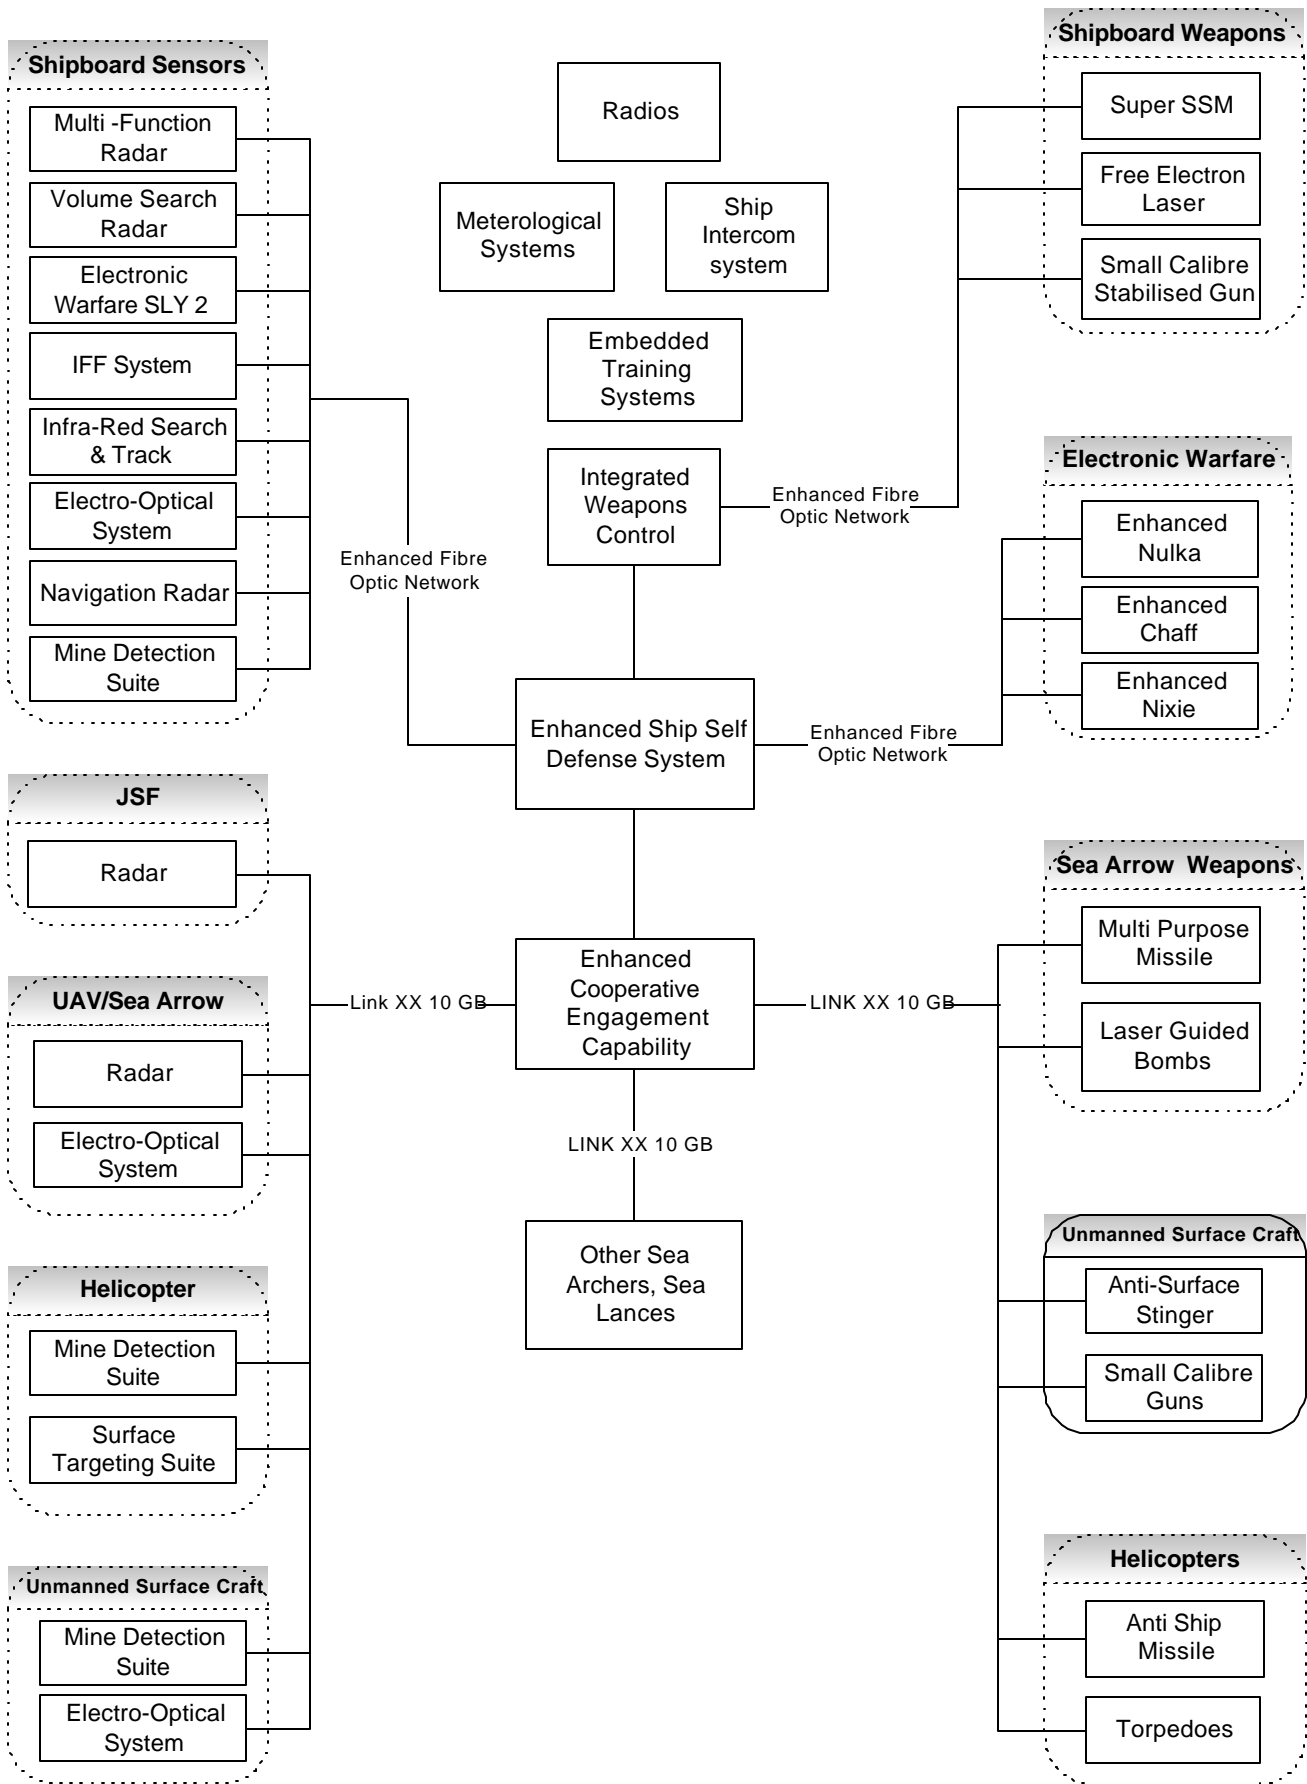 Shipboard Sensors
Multi -Function
Radar
Volume Search
Radar
Electronic
Warfare SLY 2
IFF System
Infra-Red Search
& Track
Electro-Optical
System
Navigation Radar
Mine Detection
Suite
Enhanced Fibre
Optic Network
JSF
Radar
UAV/Sea Arrow
Radar
Electro-Optical
System
Helicopter
Mine Detection
Suite
Surface
Targeting Suite
Unmanned Surface Craft
Mine Detection
Suite
Electro-Optical
System
Link XX 10 GB
Radios
Meterological
Systems
Ship
Intercom
system
Embedded
Training
Systems
Integrated
Weapons
Control
Enhanced Fibre
Optic Network
Enhanced Ship Self
Defense System
Enhanced Fibre
Optic Network
Enhanced
Cooperative
Engagement
Capability
LINK XX 10 GB
LINK XX 10 GB
Other Sea
Archers, Sea
Lances
Shipboard Weapons
Super SSM
Free Electron
Laser
Small Calibre
Stabilised Gun
Electronic Warfare
Enhanced
Nulka
Enhanced
Chaff
Enhanced
Nixie
Sea Arrow  Weapons
Multi Purpose
Missile
Laser Guided
Bombs
Unmanned Surface Craft
Anti-Surface
Stinger
Small Calibre
Guns
Helicopters
Anti Ship
Missile
Torpedoes